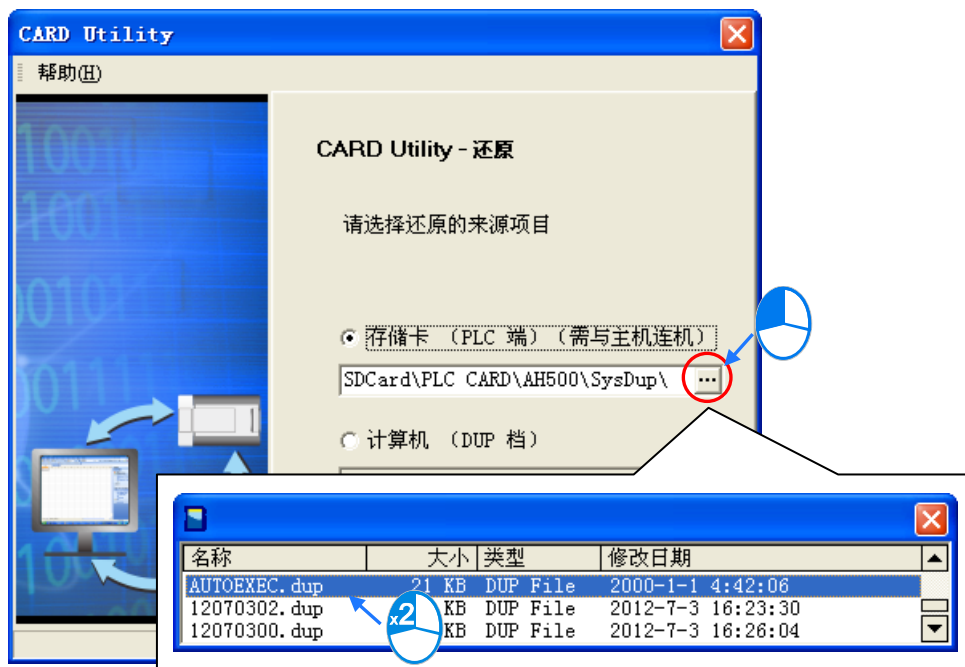 CARD Utility
帮助(H)
CARD Utility - 还原
请选择还原的来源项目
存储卡 （PLC 端）（需与主机连机）
SDCard\PLC CARD\AH500\SysDup\ ...
计算机 （DUP 档）
名称 大小 类型 修改日期
AUTOEXEC.dup 21 KB DUP File 2000-1-1 4:42:06
12070302.dup KB DUP File 2012-7-3 16:23:30
12070300.dup KB DUP File 2012-7-3 16:26:04
x2